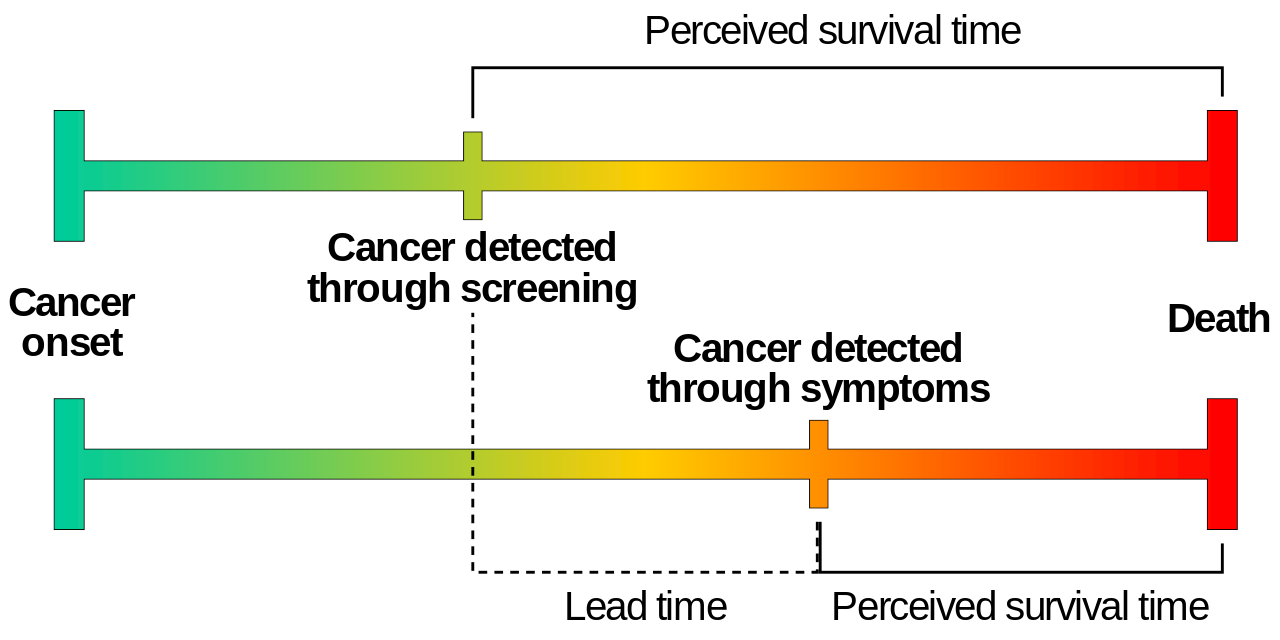 Perceived survival time
Cancer detected
through screening
Cancer
onset
Death
Cancer detected
through symptoms
Lead time
Perceived survival time